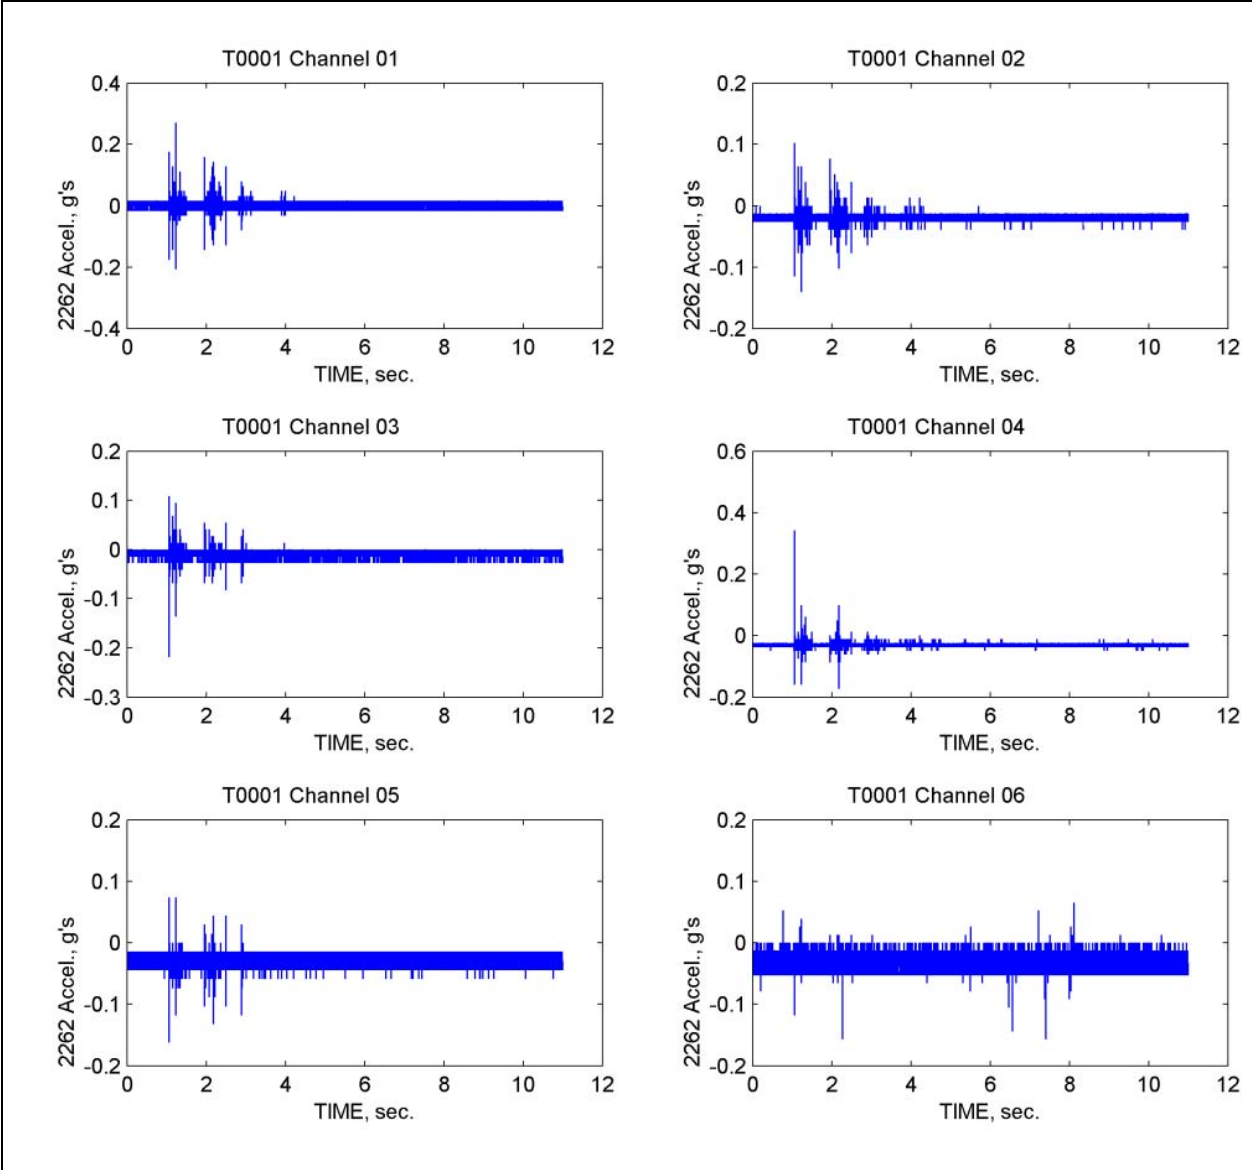 T0001 Channel 01
0.4
0.2
0
-0.2
-0.4
2262 Accel., g's
0 2 4 6 8 10 12
TIME, sec.
T0001 Channel 02
0.2
0.1
0
-0.1
-0.2
2262 Accel., g's
0 2 4 6 8 10 12
TIME, sec.
T0001 Channel 03
0.2
0.1
0
-0.1
-0.2
-0.3
2262 Accel., g's
0 2 4 6 8 10 12
TIME, sec.
T0001 Channel 04
0.6
0.4
0.2
0
-0.2
2262 Accel., g's
0 2 4 6 8 10 12
TIME, sec.
T0001 Channel 05
0.2
0.1
0
-0.1
-0.2
2262 Accel., g's
0 2 4 6 8 10 12
TIME, sec.
T0001 Channel 06
0.2
0.1
0
-0.1
-0.2
2262 Accel., g's
0 2 4 6 8 10 12
TIME, sec.